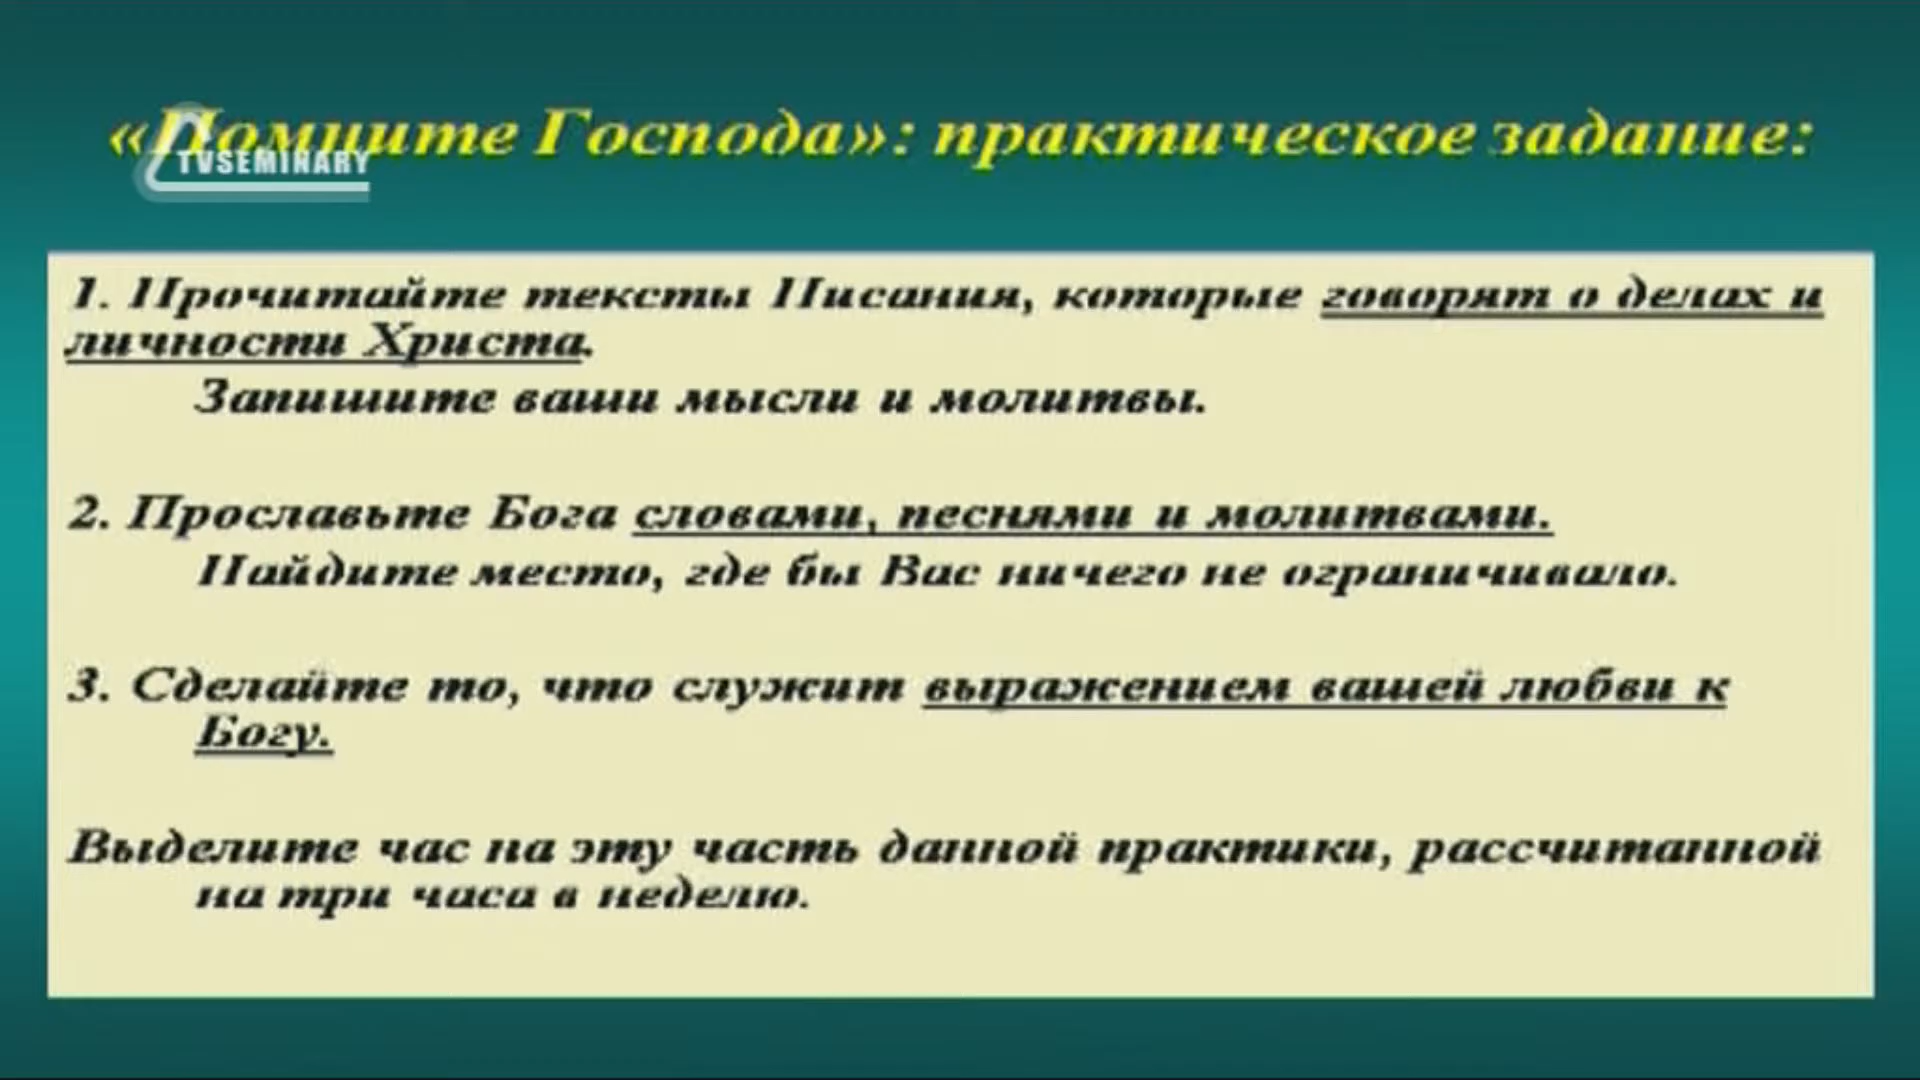 «Помните Господа»: практическое задание:
TVSEMINARY
1. Прочитайте тексты Писания, которые говорят о делах и
личности Христа.
Запишите ваши мысли и молитвы.
2. Прославьте Бога словами, песнями и молитвами.
Найдите место, где бы Вас ничего не ограничивало.
3. Сделайте то, что служит выражением вашей любви к
Богу.
Выделите час на эту часть данной практики, рассчитанной
на три часа в неделю.